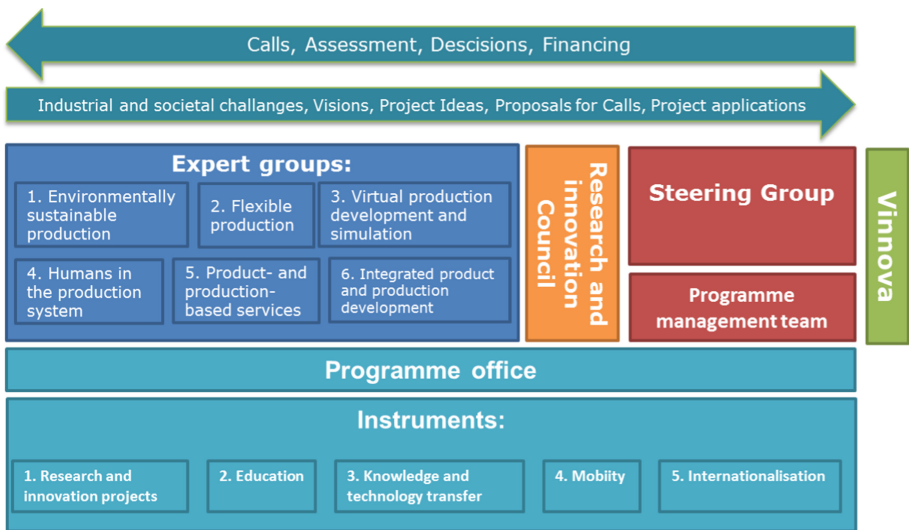 Calls, Assessment, Descisions, Financing
Industrial and societal challanges, Visions, Project Ideas, Proposals for Calls, Project applications
Expert groups:
1. Environmentally
sustainable
production
2. Flexible
production
3. Virtual production
development and
simulation
4. Humans in
the production
system
5. Product- and
production-
based services
6. Integrated product
and production
development
Research and
innovation
Council
Steering Group
Programme
management team
Vinnova
Programme office
Instruments:
1. Research and
innovation projects
2. Education
3. Knowledge and
technology transfer
4. Mobiity
5. Internationalisation